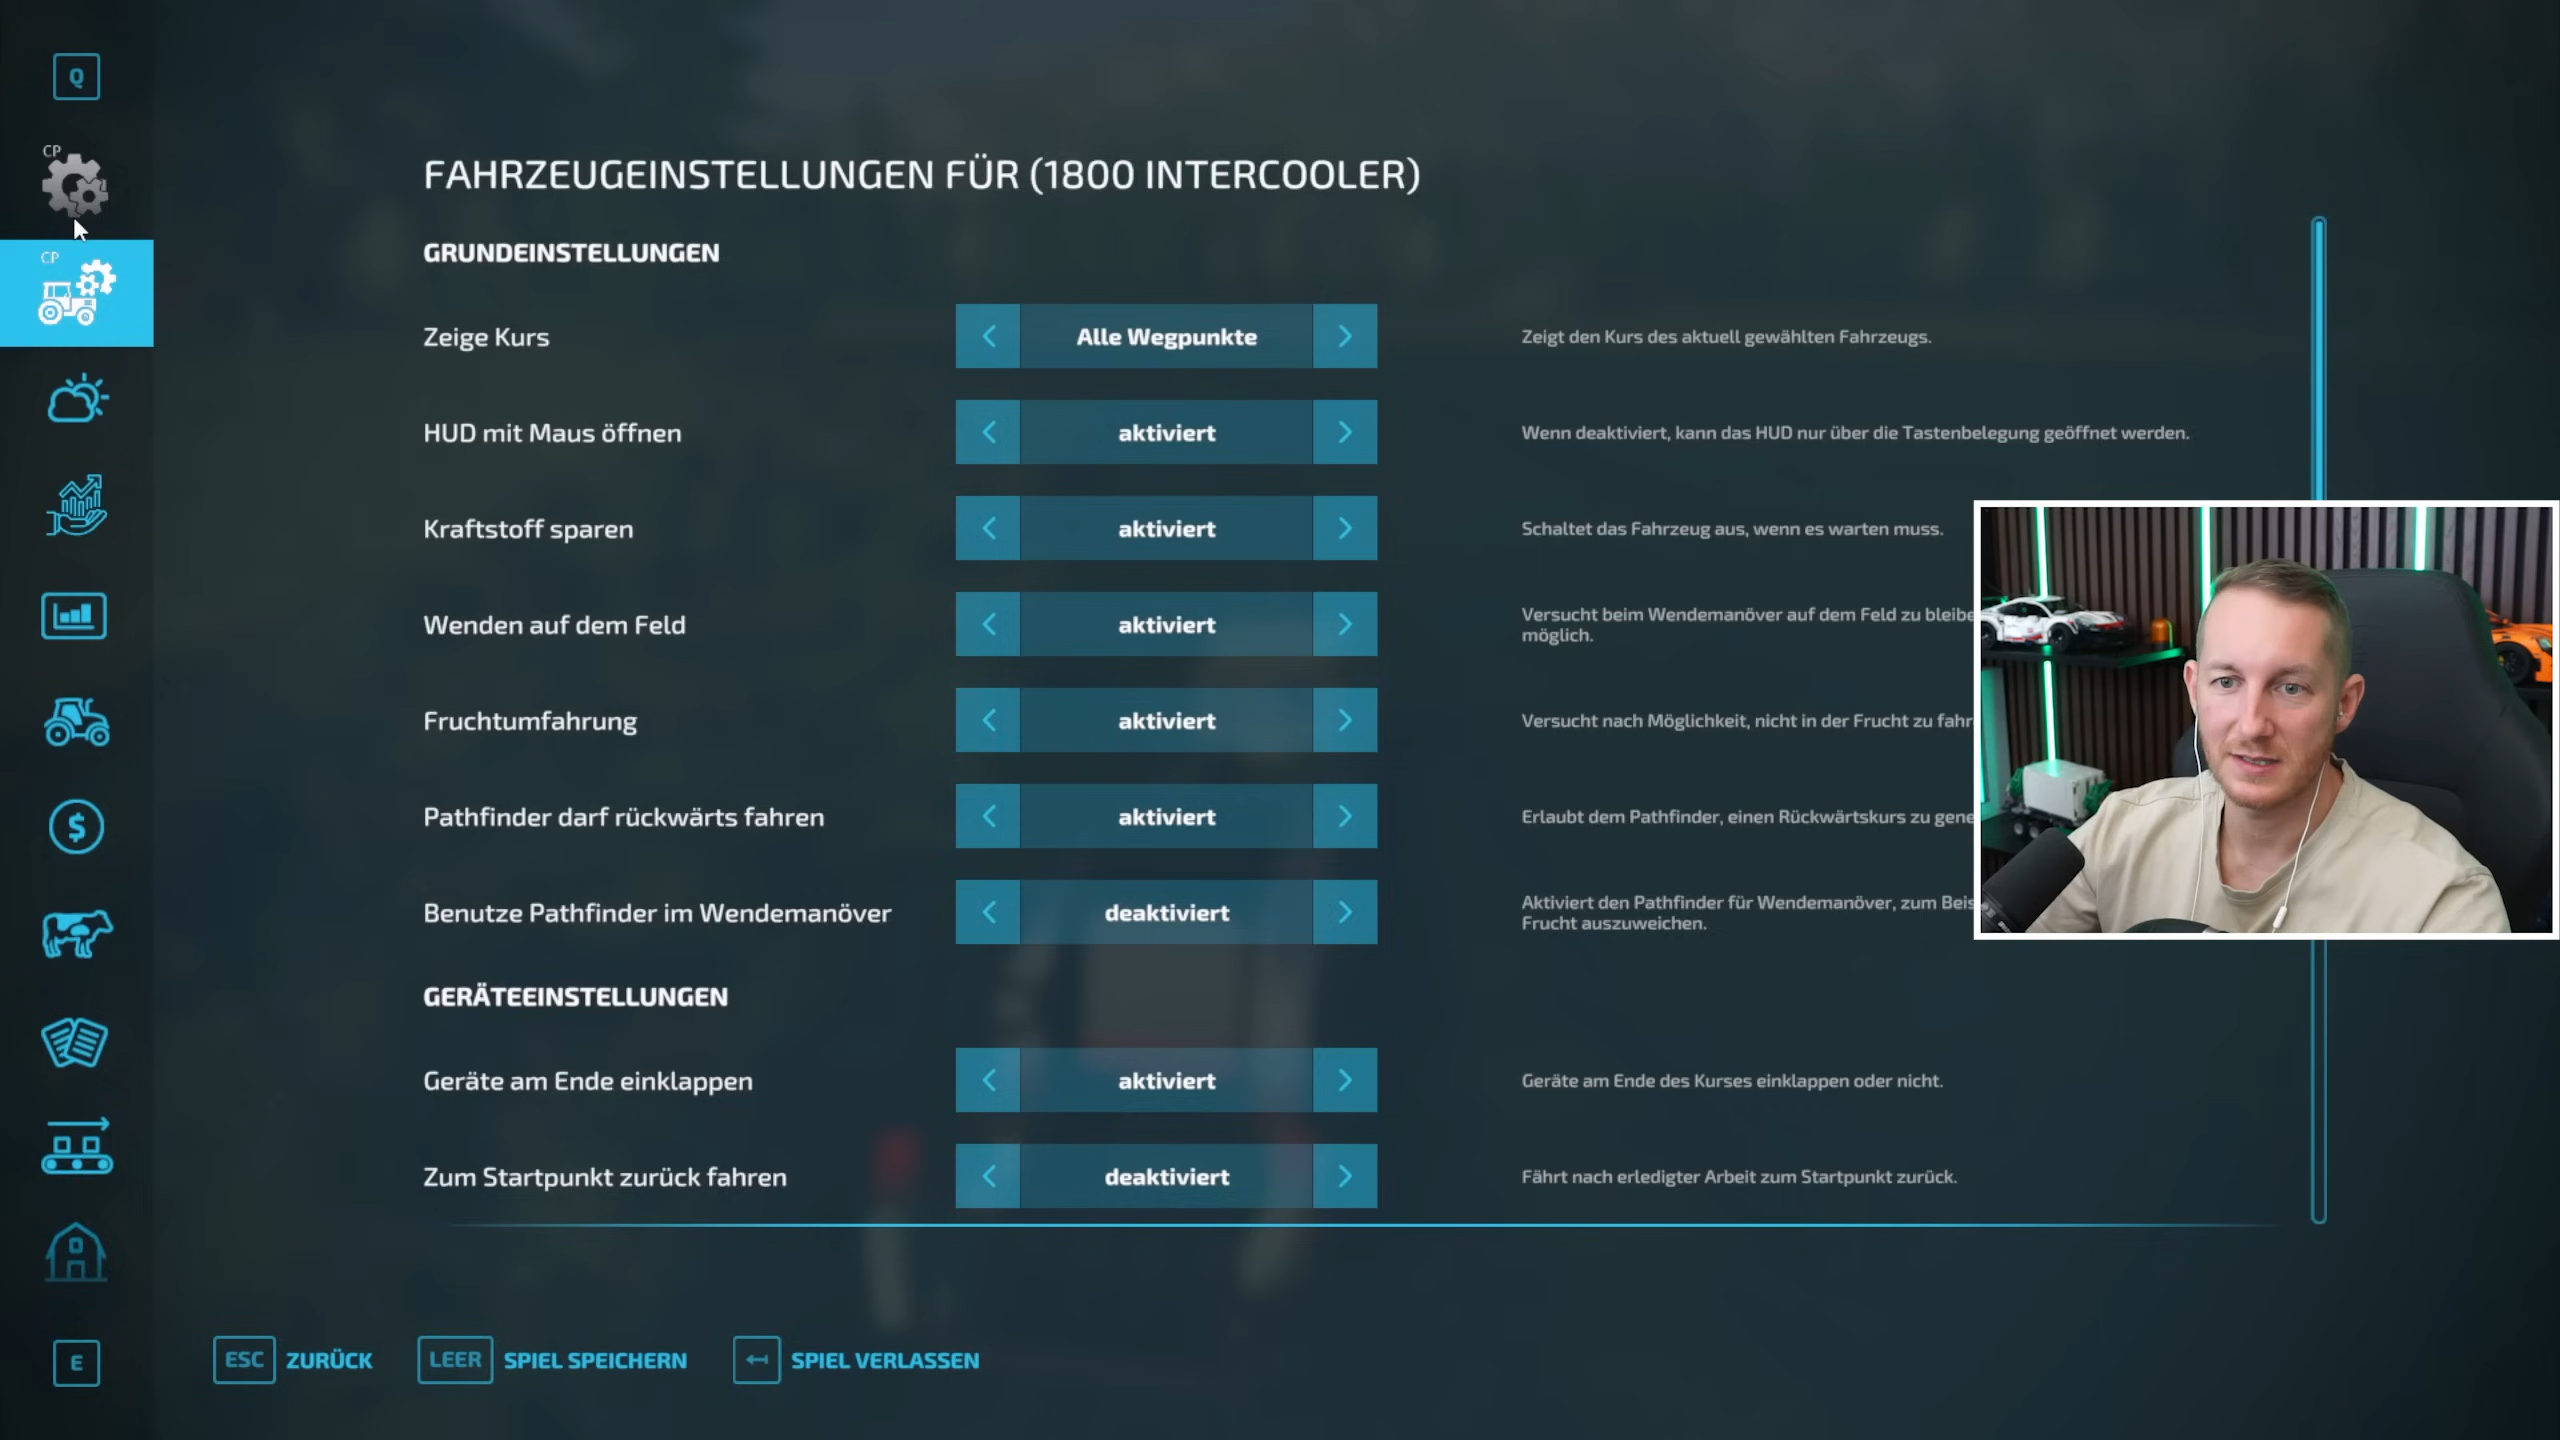 Q
CP
CP
FAHRZEUGEINSTELLUNGEN FÜR (1800 INTERCOOLER)
GRUNDEINSTELLUNGEN
Zeige Kurs
Alle Wegpunkte
Zeigt den Kurs des aktuell gewählten Fahrzeugs.
HUD mit Maus öffnen
aktiviert
Wenn deaktiviert, kann das HUD nur über die Tastenbelegung geöffnet werden.
Kraftstoff sparen
aktiviert
Schaltet das Fahrzeug aus, wenn es warten muss.
Wenden auf dem Feld
aktiviert
Versucht beim Wendemanöver auf dem Feld zu bleibe
möglich.
Fruchtumfahrung
aktiviert
Versucht nach Möglichkeit, nicht in der Frucht zu fahr
Pathfinder darf rückwärts fahren
aktiviert
Erlaubt dem Pathfinder, einen Rückwärtskurs zu gene
Benutze Pathfinder im Wendemanöver
deaktiviert
Aktiviert den Pathfinder für Wendemanöver, zum Beis
Frucht auszuweichen.
GERÄTEEINSTELLUNGEN
Geräte am Ende einklappen
aktiviert
Geräte am Ende des Kurses einklappen oder nicht.
Zum Startpunkt zurück fahren
deaktiviert
Fährt nach erledigter Arbeit zum Startpunkt zurück.
E
ESC ZURÜCK
LEER SPIEL SPEICHERN
SPIEL VERLASSEN